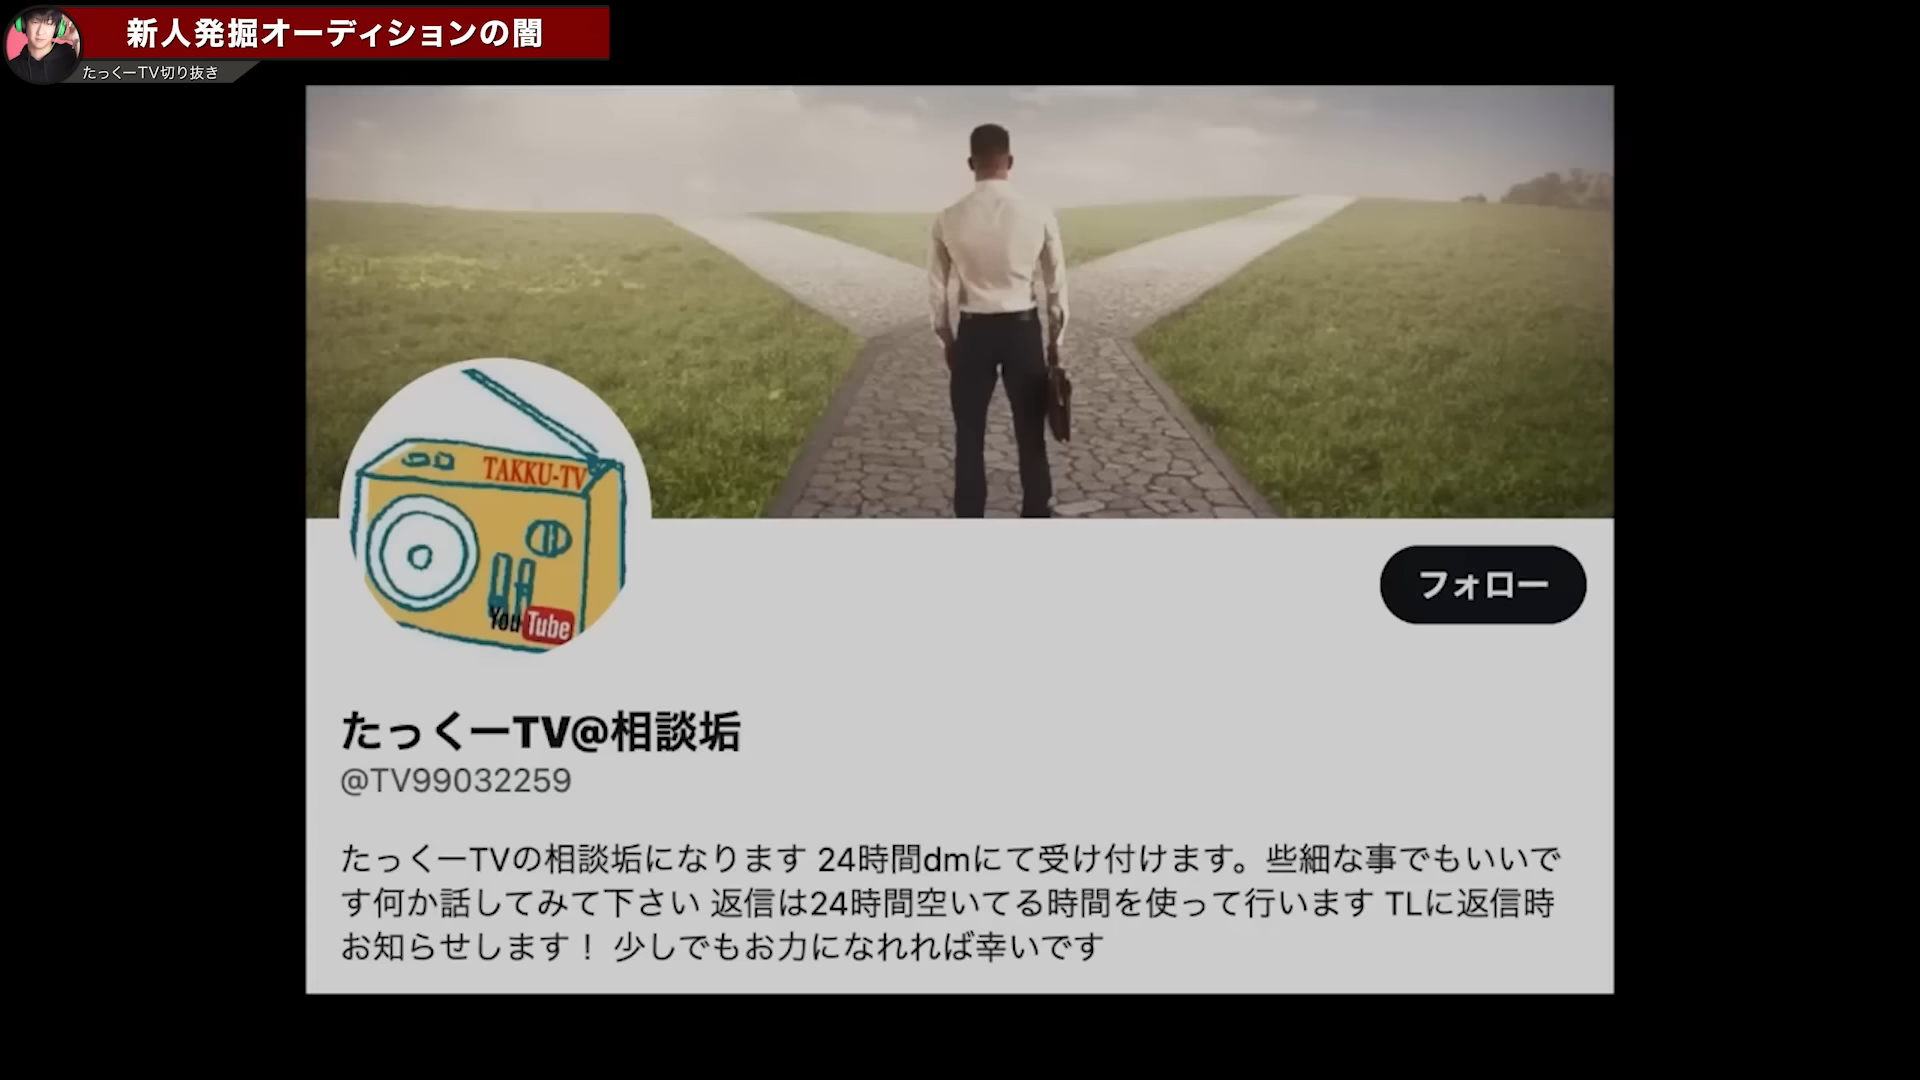 新人発掘オーディションの闇
たっくーTV切り抜き
TAKKU-TV
YouTube
フォロー
たっくーTV@相談垢
@TV99032259
たっくーTVの相談垢になります 24時間dmにて受け付けます。些細な事でもいいで
す何か話してみて下さい 返信は24時間空いてる時間を使って行います TLに返信時
お知らせします！ 少しでもお力になれれば幸いです